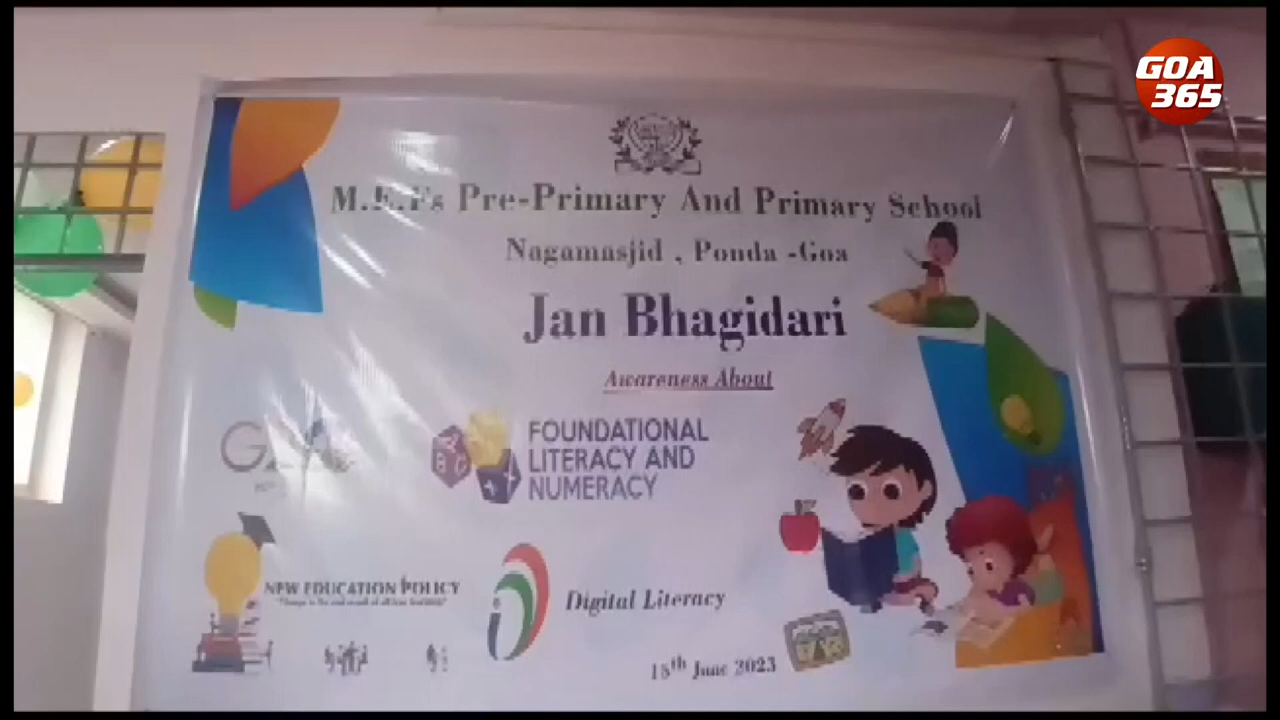 GOA
365
M.E.F's Pre-Primary And Primary School
Nagamasjid , Ponda -Goa
Jan Bhagidari
Awareness About
FOUNDATIONAL
LITERACY AND
NUMERACY
NEW EDUCATION POLICY
Digital Literacy
15th June 2023